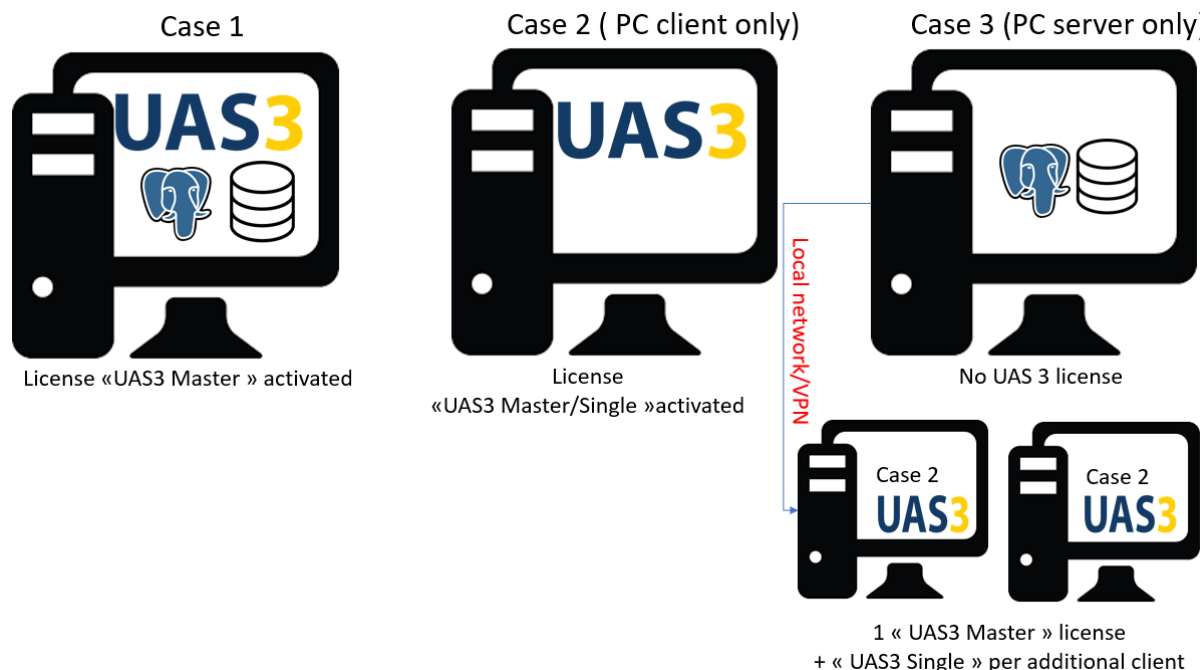 Case 1
Case 2 ( PC client only)
Case 3 (PC server only)
UAS3
UAS3
License «UAS3 Master » activated
License
«UAS3 Master/Single »activated
Local network/VPN
No UAS 3 license
Case 2
UAS3
Case 2
UAS3
1 « UAS3 Master » license
+ « UAS3 Single » per additional client